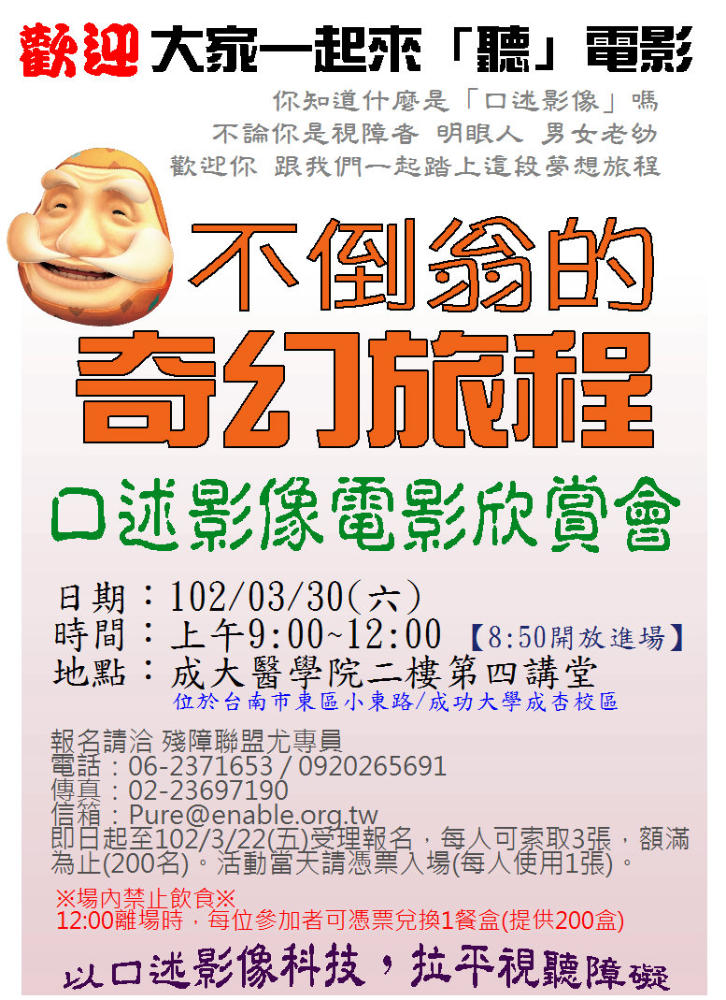 歡迎大家一起來「聽」電影
你知道什麼是「口述影像」嗎
不論你是視障者 明眼人 男女老幼
歡迎你 跟我們一起踏上這段夢想旅程
不倒翁的
奇幻旅程
口述影像電影欣賞會
日期：102/03/30(六)
時間：上午9:00~12:00【8:50開放進場】
地點：成大醫學院二樓第四講堂
位於台南市東區小東路/成功大學成杏校區
報名請洽 殘障聯盟尤專員
電話：06-2371653 / 0920265691
傳真：02-23697190
信箱：Pure@enable.org.tw
即日起至102/3/22(五)受理報名，每人可索取3張，額滿
為止(200名)。活動當天請憑票入場(每人使用1張)。
※場內禁止飲食※
12:00離場時，每位參加者可憑票兌換1餐盒(提供200盒)
以口述影像科技，拉平視聽障礙